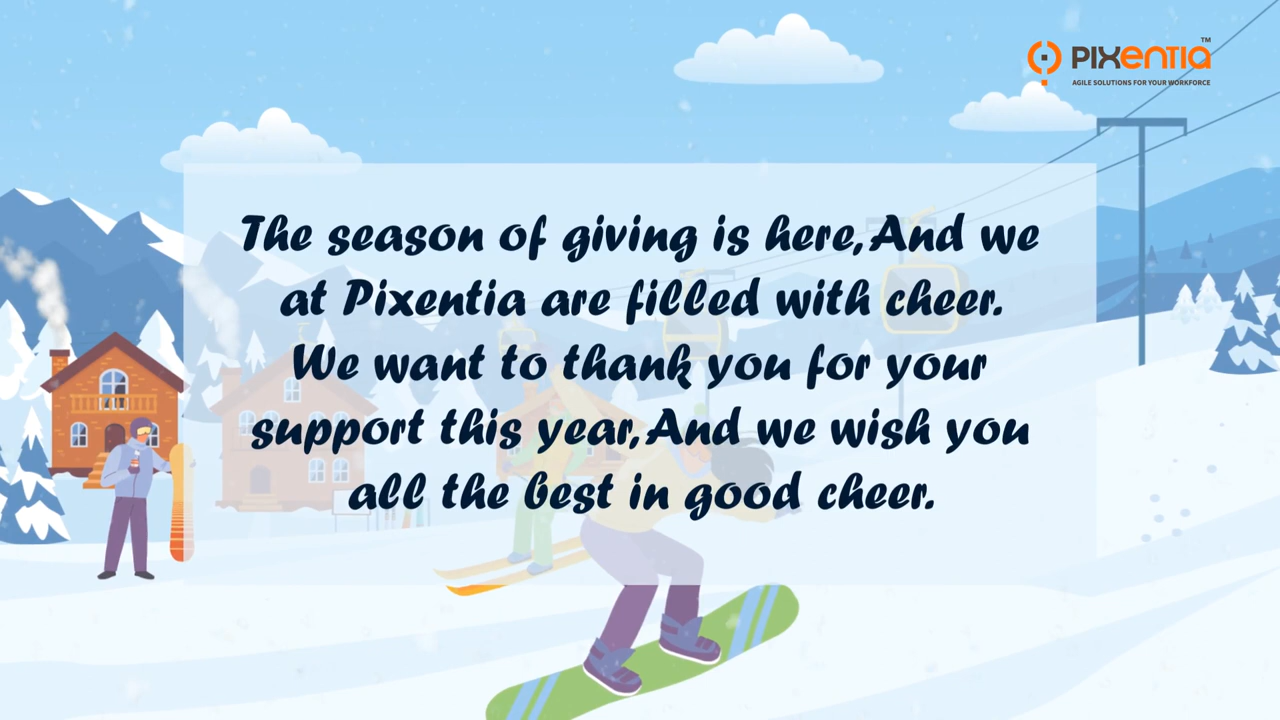 PIXENTIA™
AGILE SOLUTIONS FOR YOUR WORKFORCE
The season of giving is here,And we
at Pixentia are filled with cheer.
We want to thank you for your
support this year,And we wish you
all the best in good cheer.